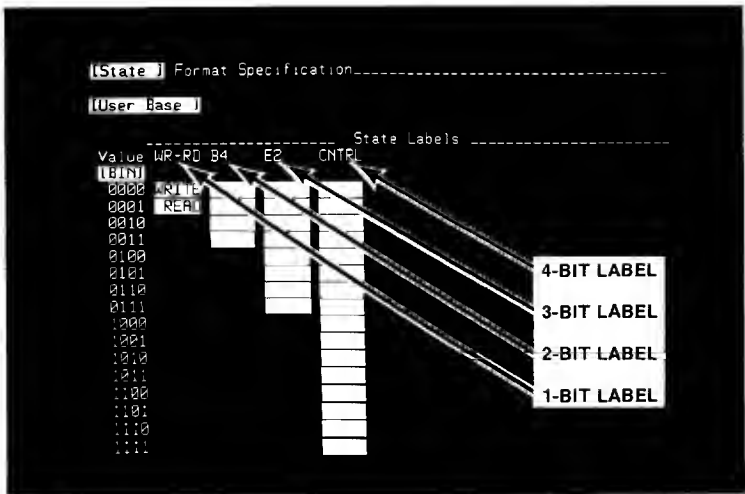 [State ] Format Specification
[User Base ]
State Labels
Value WR-RD B4 E2 CNTRL
[BIN]
0000 WRITE
0001 READ
0010
0011
0100
0101
0110
0111
1000
1001
1010
1011
1100
1101
1110
1111
4-BIT LABEL
3-BIT LABEL
2-BIT LABEL
1-BIT LABEL